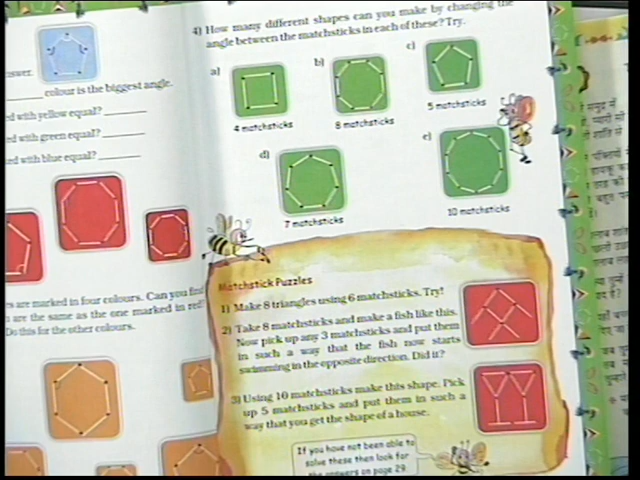 swer.
colour is the biggest angle.
ed with yellow equal?
ed with green equal?
ed with blue equal?
es are marked in four colours. Can you
are the same as the one marked in red
Do this for the other colours.
4) How many different shapes can you make by changing the
angle between the matchsticks in each of these? Try.
a)
b)
c)
4 matchsticks
8 matchsticks
5 matchsticks
d)
e)
7 matchsticks
10 matchsticks
Matchstick Puzzles
1) Make 8 triangles using 6 matchsticks. Try!
2) Take 8 matchsticks and make a fish like this.
Now pick up any 3 matchsticks and put them
in such a way that the fish now starts
swimming in the opposite direction. Did it?
3) Using 10 matchsticks make this shape. Pick
up 5 matchsticks and put them in such a
way that you get the shape of a house.
If you have not been able to
solve these then look for
the answers on page 29.